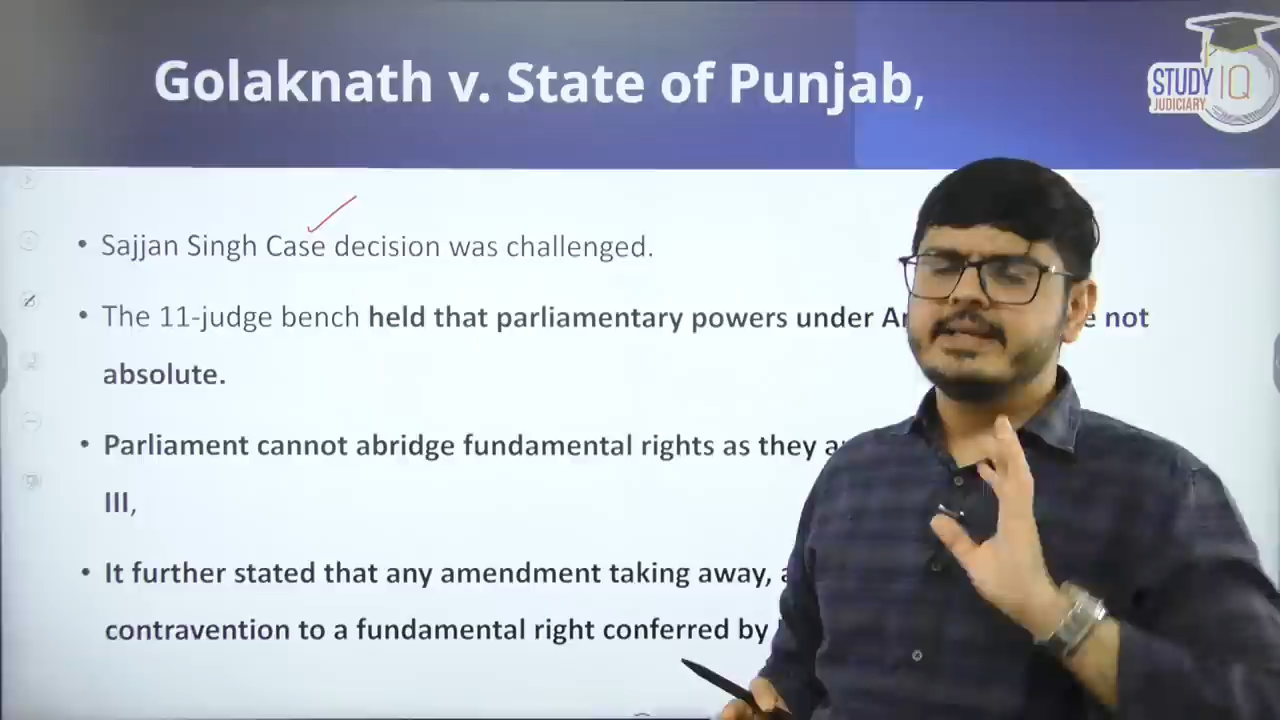 Golaknath v. State of Punjab,
STUDY IQ
JUDICIARY
• Sajjan Singh Case decision was challenged.
• The 11-judge bench held that parliamentary powers under not
absolute.
• Parliament cannot abridge fundamental rights as they
III,
• It further stated that any amendment taking away,
contravention to a fundamental right conferred by